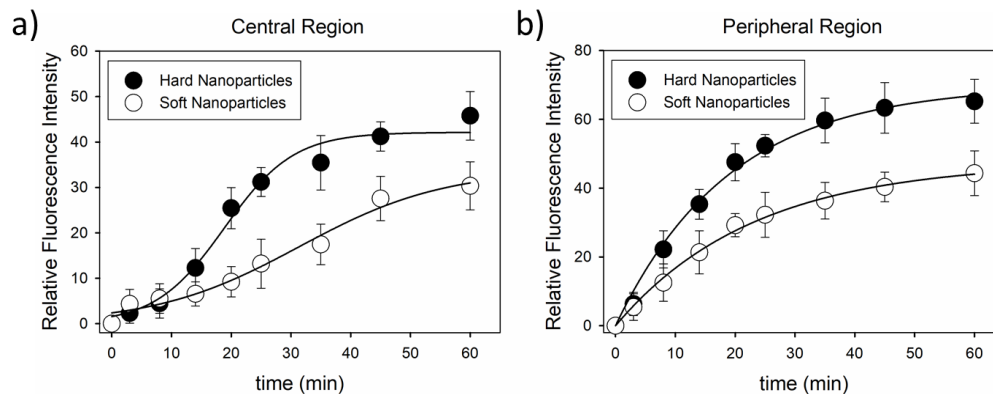 a)
Central Region
Relative Fluorescence Intensity
60
50
40
30
20
10
0
Hard Nanoparticles
Soft Nanoparticles
0 10 20 30 40 50 60
time (min)
b)
Peripheral Region
Relative Fluorescence Intensity
80
60
40
20
0
Hard Nanoparticles
Soft Nanoparticles
0 10 20 30 40 50 60
time (min)